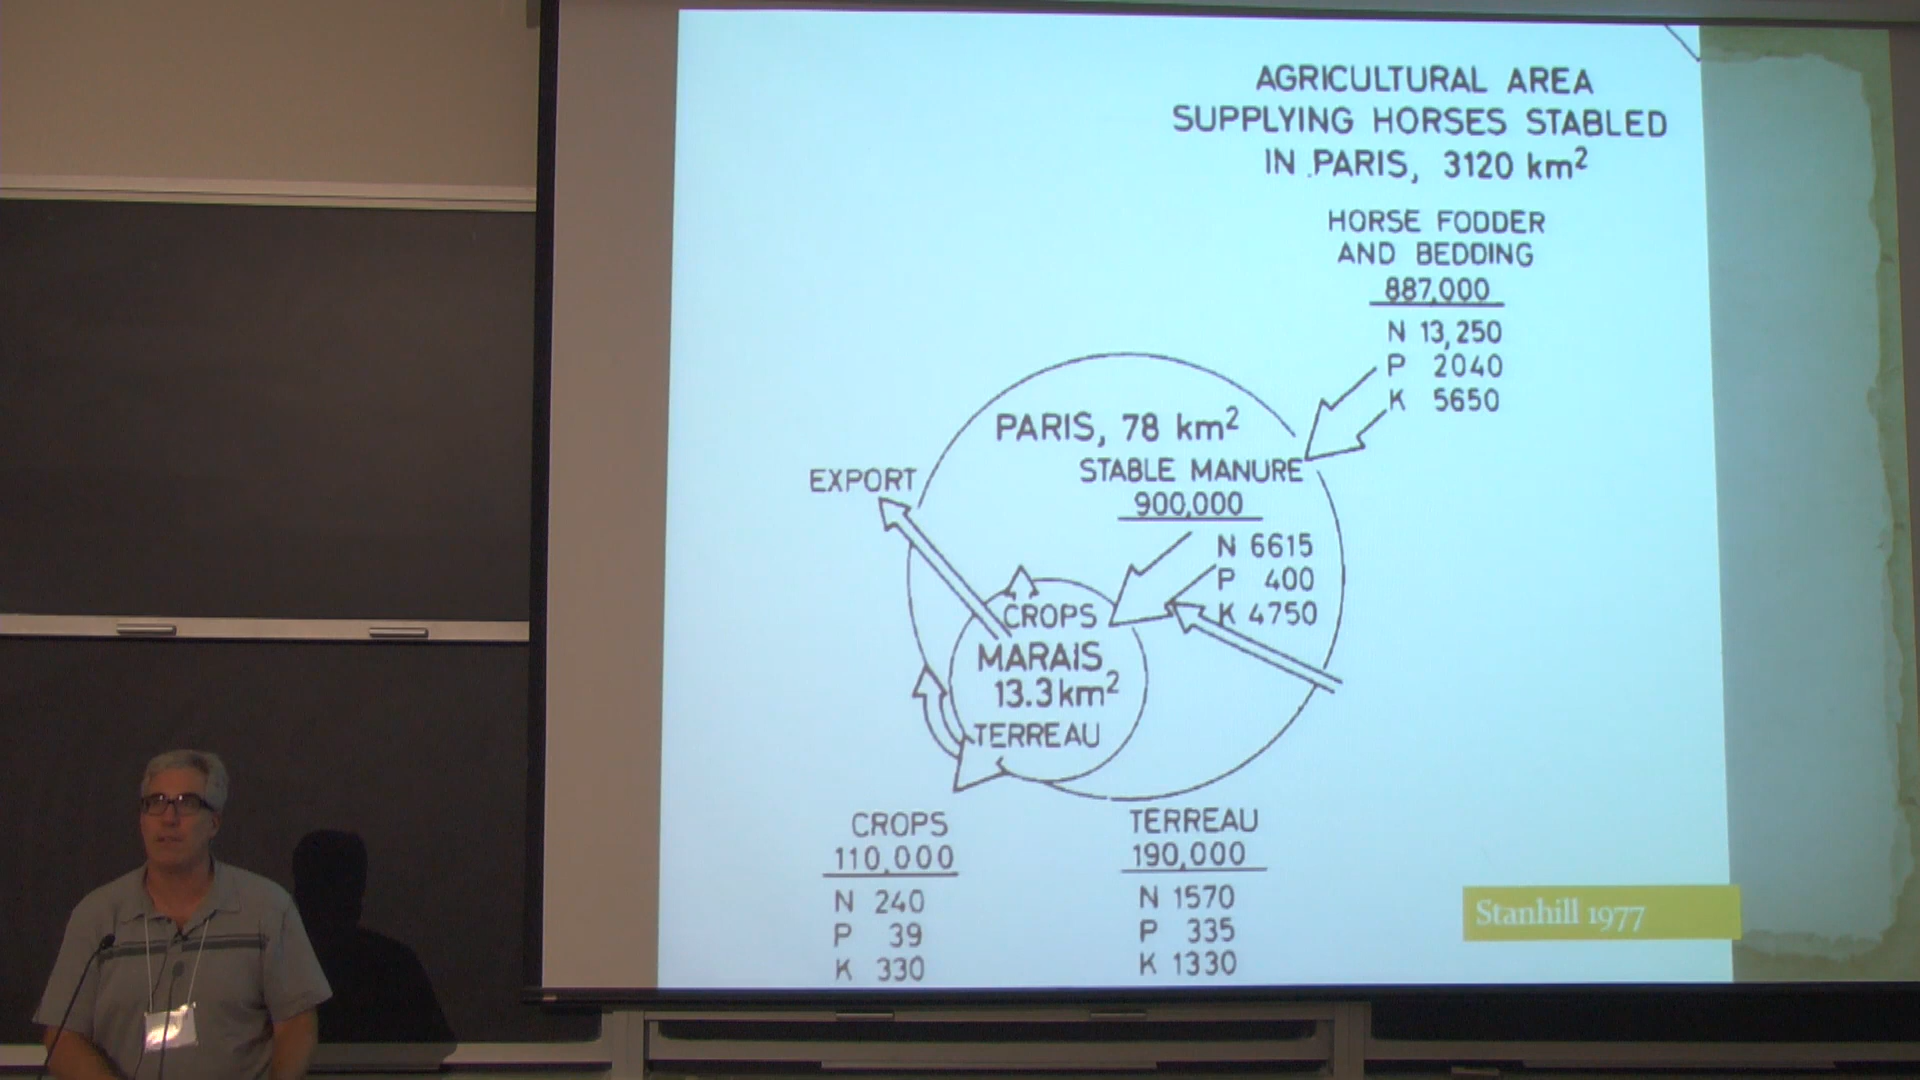 AGRICULTURAL AREA
SUPPLYING HORSES STABLED
IN PARIS, 3120 km²
HORSE FODDER
AND BEDDING
887,000
N 13,250
P 2040
K 5650
PARIS, 78 km²
STABLE MANURE
900,000
N 6615
P 400
K 4750
EXPORT
CROPS
MARAIS
13.3 km²
TERREAU
CROPS
110,000
N 240
P 39
K 330
TERREAU
190,000
N 1570
P 335
K 1330
Stanhill 1977